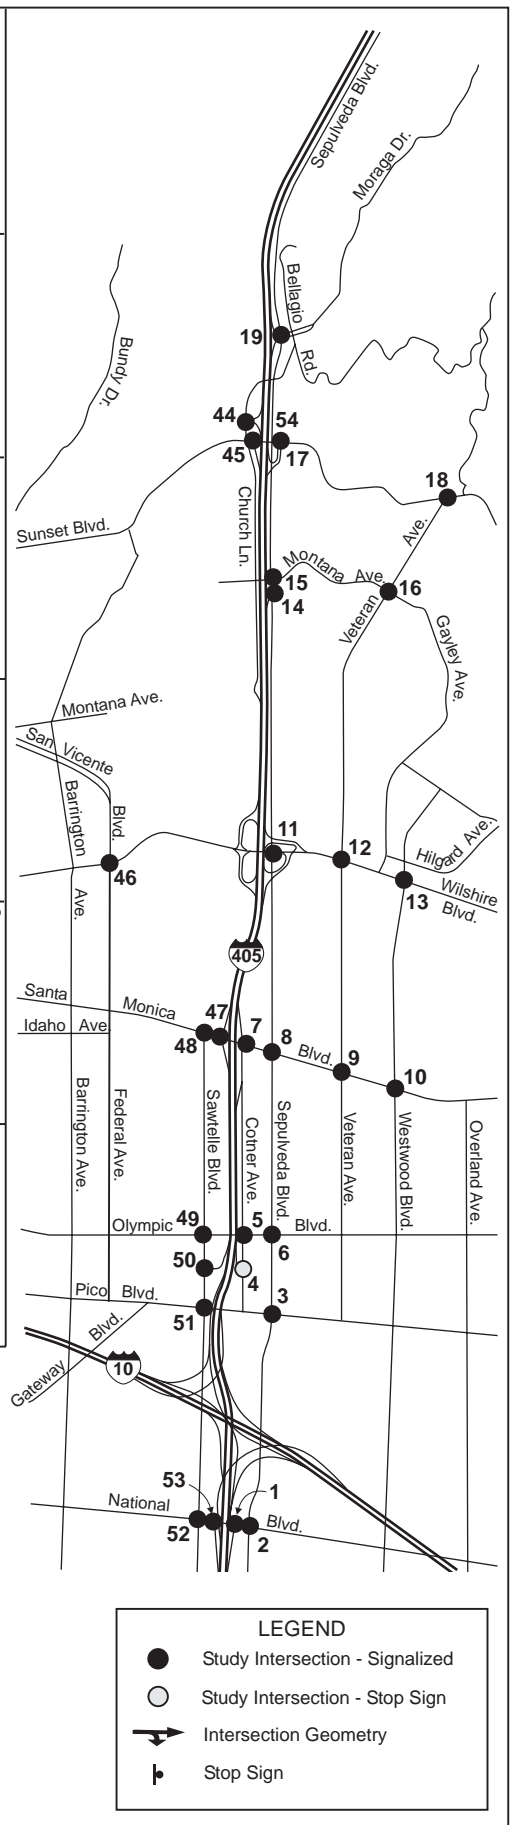 Sepulveda Blvd.
Moraga Dr.
Bellagio Rd.
Bundy Dr.
19
44
54
45
17
18
Sunset Blvd.
Church Ln.
Ave.
Montana Ave.
15
16
14
Veteran
Gayley Ave.
Montana Ave.
San Vicente
Blvd.
Barrington
11
12
Hilgard Ave.
46
13
Wilshire
Blvd.
Ave.
405
Santa
Monica
47
7
8
Idaho Ave.
48
Blvd.
9
10
Barrington Ave.
Federal Ave.
Sawtelle Blvd.
Cotner Ave.
Sepulveda Blvd.
Veteran Ave.
Westwood Blvd.
Overland Ave.
Olympic
49
5
Blvd.
6
50
4
Pico Blvd.
3
51
Gateway Blvd.
10
53
1
National
Blvd.
52
2
LEGEND
Study Intersection - Signalized
Study Intersection - Stop Sign
Intersection Geometry
Stop Sign